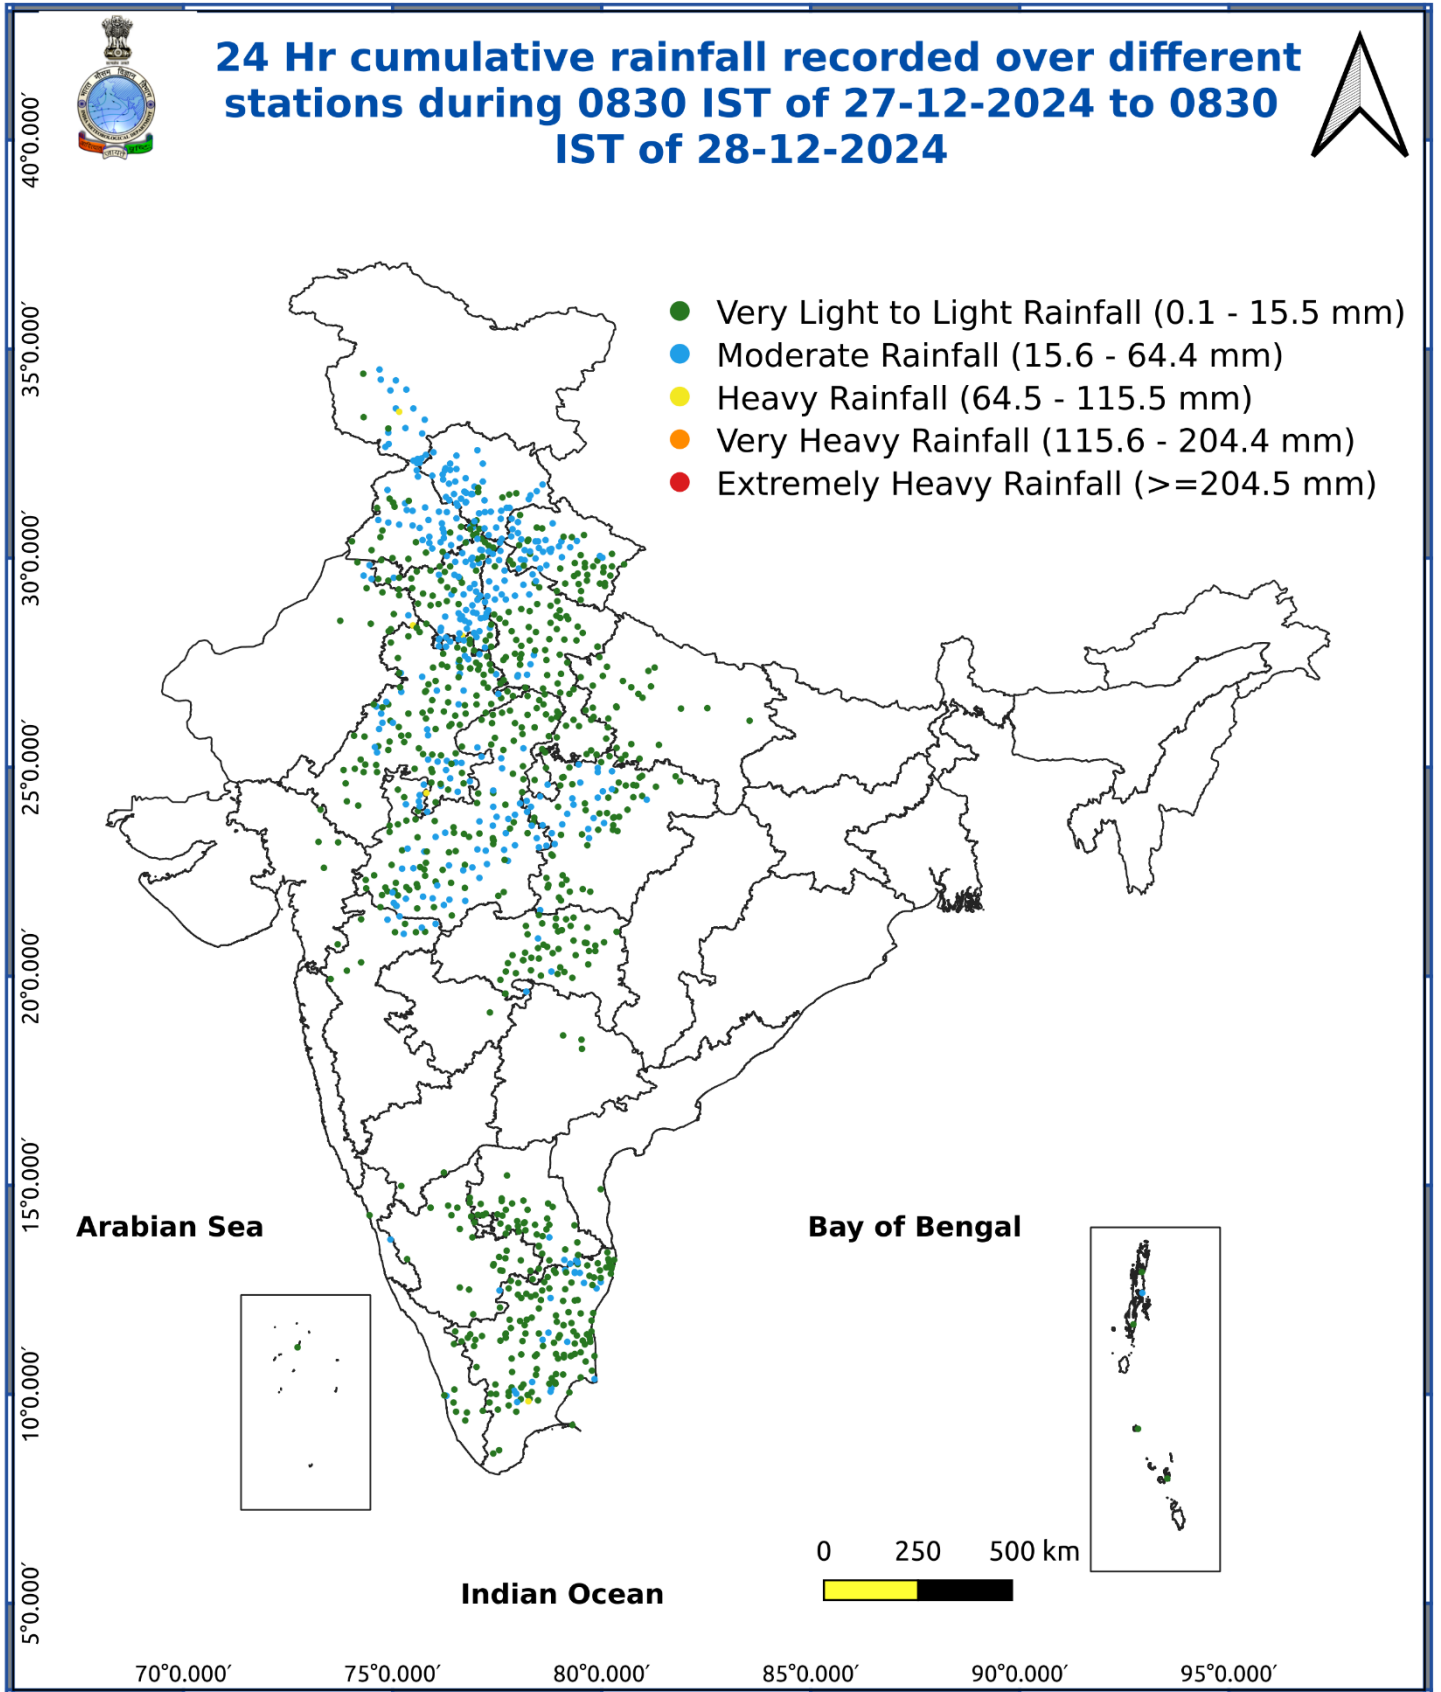 24 Hr cumulative rainfall recorded over different
stations during 0830 IST of 27-12-2024 to 0830
IST of 28-12-2024
Very Light to Light Rainfall (0.1 - 15.5 mm)
Moderate Rainfall (15.6 - 64.4 mm)
Heavy Rainfall (64.5 - 115.5 mm)
Very Heavy Rainfall (115.6 - 204.4 mm)
Extremely Heavy Rainfall (>=204.5 mm)
40°0.000′
35°0.000′
30°0.000′
25°0.000′
20°0.000′
15°0.000′
10°0.000′
5°0.000′
Arabian Sea
Bay of Bengal
Indian Ocean
0 250 500 km
70°0.000′ 75°0.000′ 80°0.000′ 85°0.000′ 90°0.000′ 95°0.000′